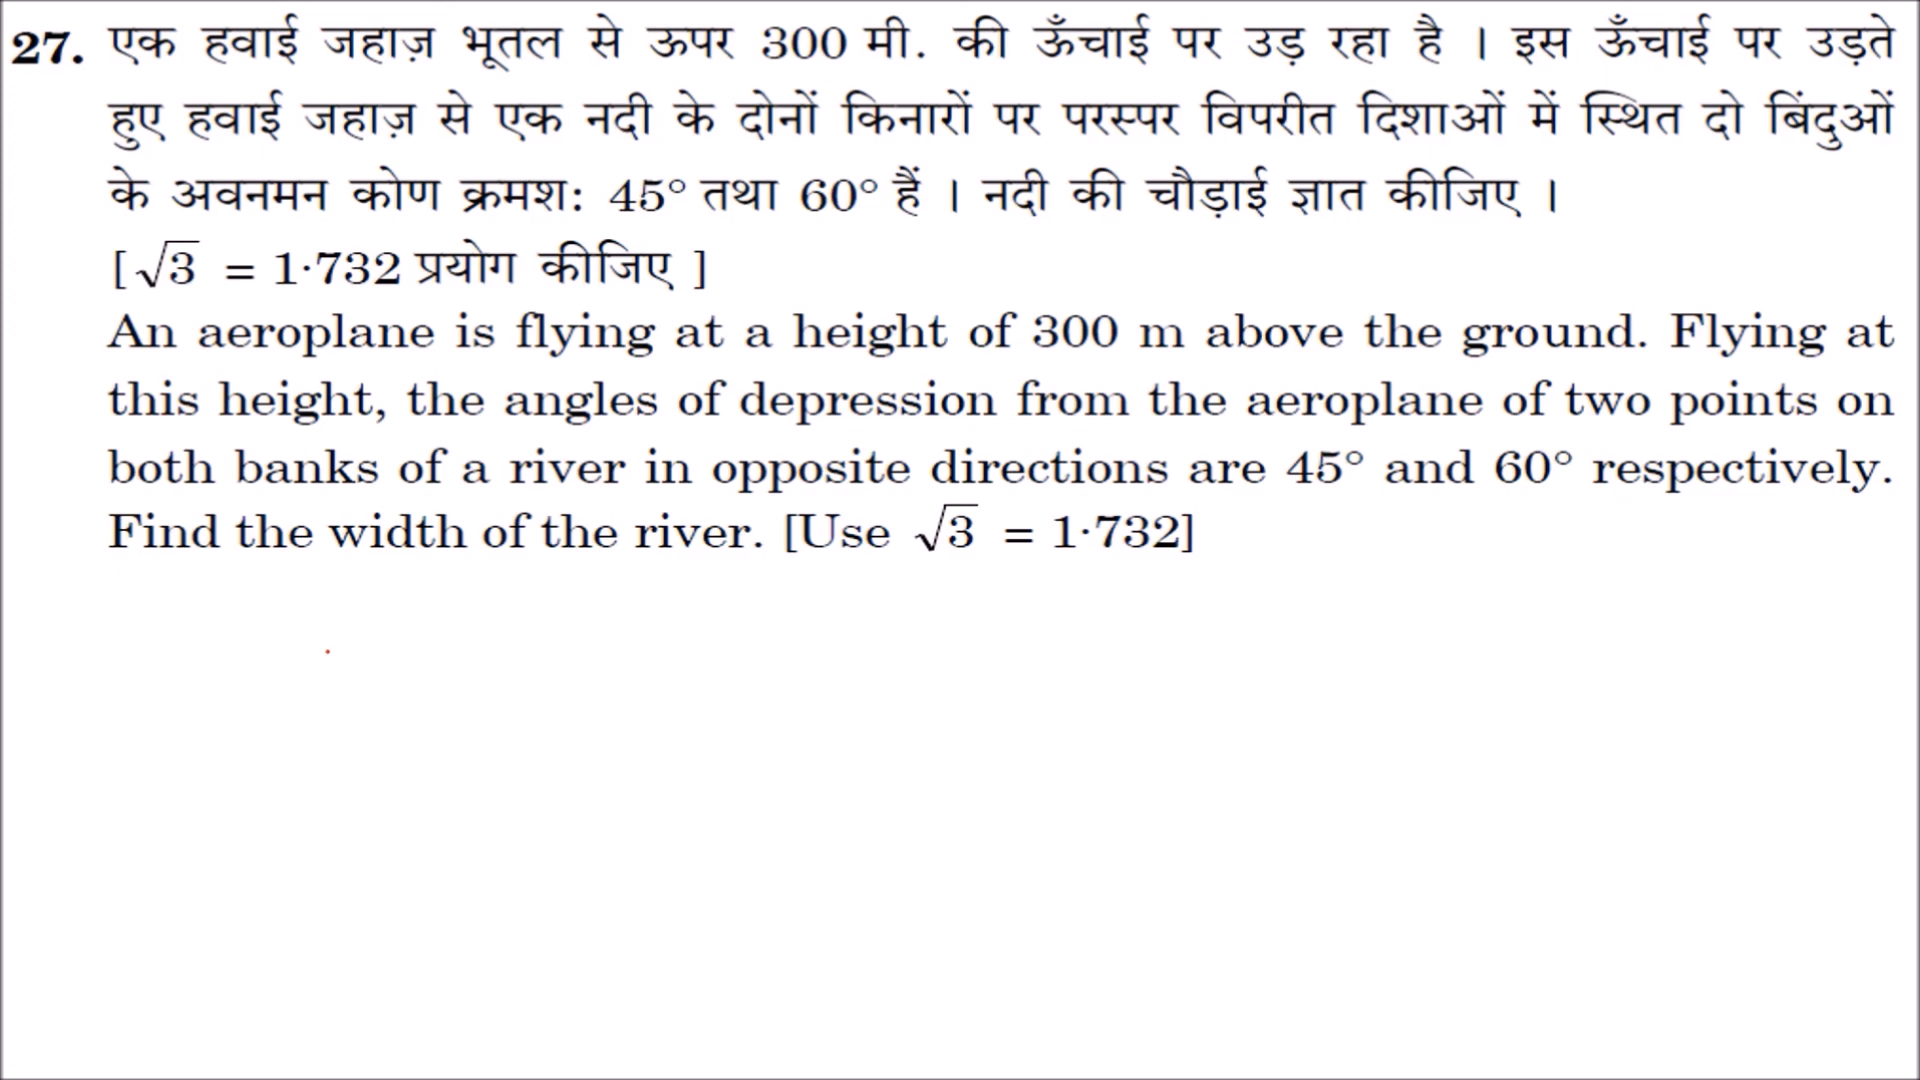 27. एक हवाई जहाज़ भूतल से ऊपर 300 मी. की ऊँचाई पर उड़ रहा है । इस ऊँचाई पर उड़ते
हुए हवाई जहाज़ से एक नदी के दोनों किनारों पर परस्पर विपरीत दिशाओं में स्थित दो बिंदुओं
के अवनमन कोण क्रमश: 45° तथा 60° हैं । नदी की चौड़ाई ज्ञात कीजिए ।
[ √3 = 1·732 प्रयोग कीजिए ]
An aeroplane is flying at a height of 300 m above the ground. Flying at
this height, the angles of depression from the aeroplane of two points on
both banks of a river in opposite directions are 45° and 60° respectively.
Find the width of the river. [Use √3 = 1·732]